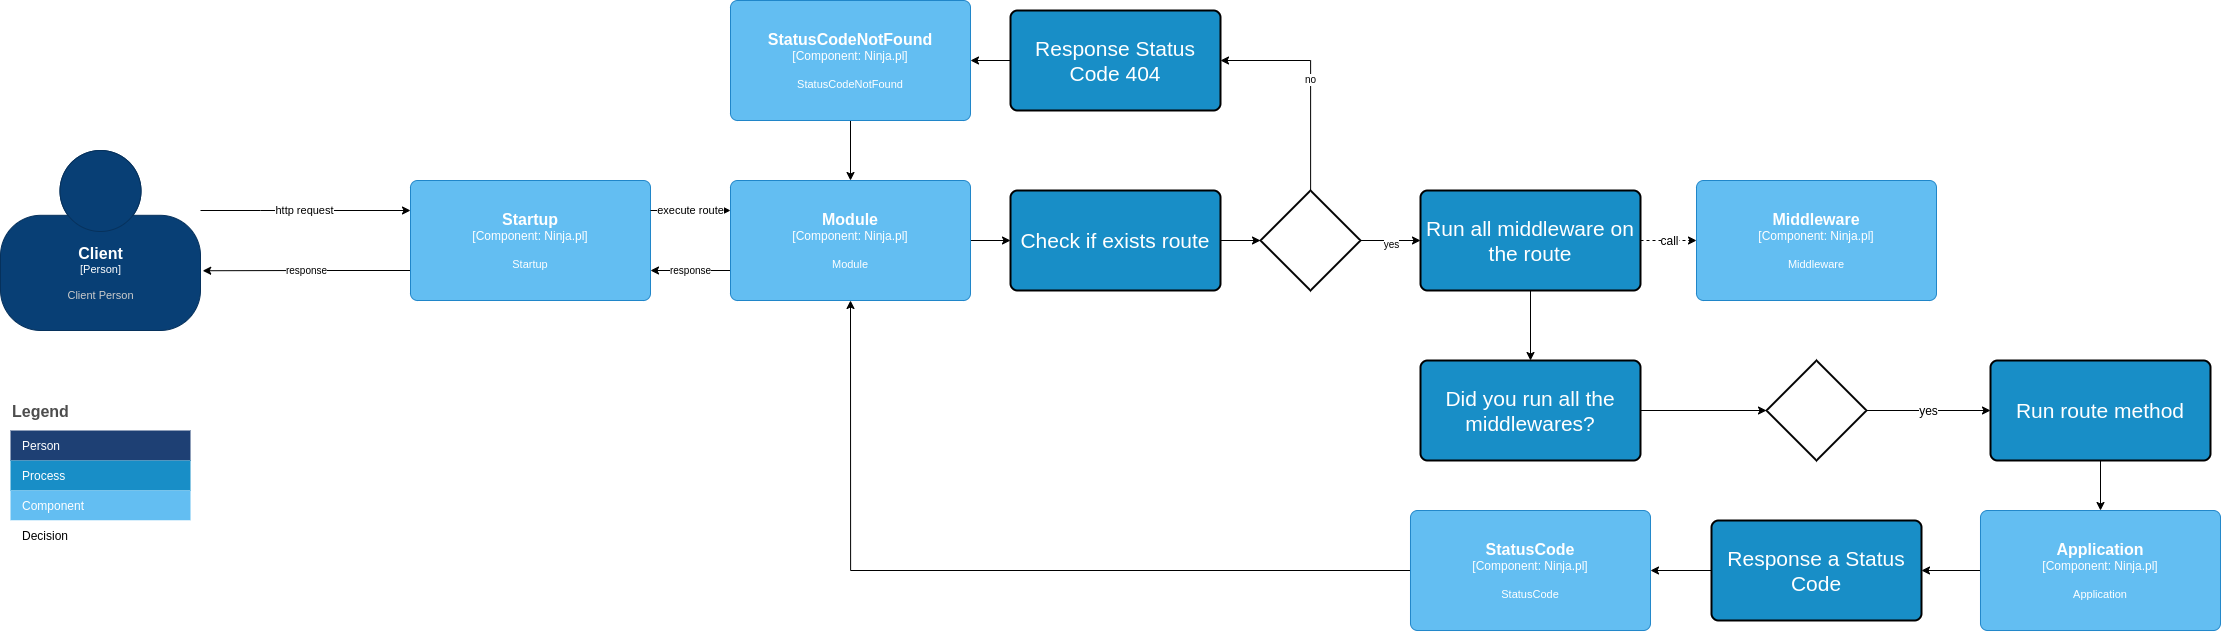 StatusCodeNotFound
[Component: Ninja.pl]
StatusCodeNotFound
Response Status
Code 404
no
Client
[Person]
Client Person
http request
response
Startup
[Component: Ninja.pl]
Startup
execute route
response
Module
[Component: Ninja.pl]
Module
Check if exists route
yes
Run all middleware on
the route
call
Middleware
[Component: Ninja.pl]
Middleware
Did you run all the
middlewares?
yes
Run route method
Legend
Person
Process
Component
Decision
StatusCode
[Component: Ninja.pl]
StatusCode
Response a Status
Code
Application
[Component: Ninja.pl]
Application